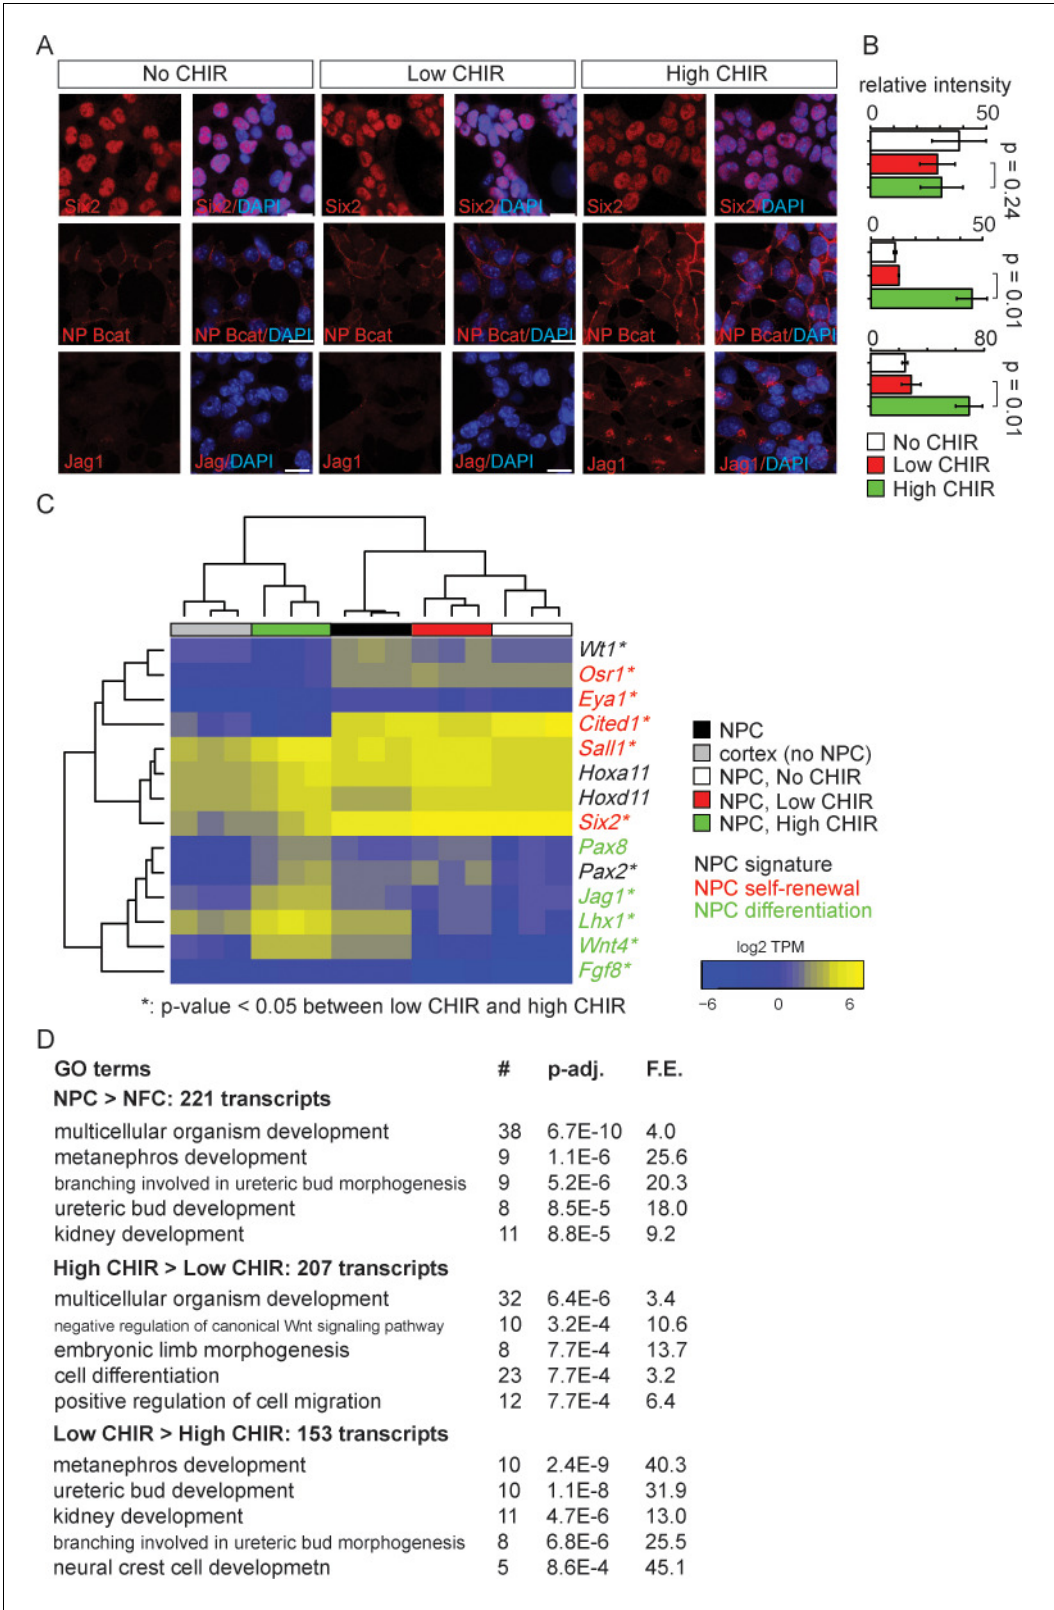 A
No CHIR
Low CHIR
High CHIR
Six2
Six2/DAPI
Six2
Six2/DAPI
Six2
Six2/DAPI
NP Bcat
NP Bcat/DAPI
NP Bcat
NP Bcat/DAPI
NP Bcat
NP Bcat/DAPI
Jag1
Jag/DAPI
Jag1
Jag/DAPI
Jag1
Jag1/DAPI
B
relative intensity
0 50
p = 0.24
0 50
p = 0.01
0 80
p = 0.01
No CHIR
Low CHIR
High CHIR
C
Wt1*
Osr1*
Eya1*
Cited1*
Sall1*
Hoxa11
Hoxd11
Six2*
Pax8
Pax2*
Jag1*
Lhx1*
Wnt4*
Fgf8*
*: p-value < 0.05 between low CHIR and high CHIR
NPC
cortex (no NPC)
NPC, No CHIR
NPC, Low CHIR
NPC, High CHIR
NPC signature
NPC self-renewal
NPC differentiation
log2 TPM
−6 0 6
D
GO terms # p-adj. F.E.
NPC > NFC: 221 transcripts
multicellular organism development 38 6.7E-10 4.0
metanephros development 9 1.1E-6 25.6
branching involved in ureteric bud morphogenesis 9 5.2E-6 20.3
ureteric bud development 8 8.5E-5 18.0
kidney development 11 8.8E-5 9.2
High CHIR > Low CHIR: 207 transcripts
multicellular organism development 32 6.4E-6 3.4
negative regulation of canonical Wnt signaling pathway 10 3.2E-4 10.6
embryonic limb morphogenesis 8 7.7E-4 13.7
cell differentiation 23 7.7E-4 3.2
positive regulation of cell migration 12 7.7E-4 6.4
Low CHIR > High CHIR: 153 transcripts
metanephros development 10 2.4E-9 40.3
ureteric bud development 10 1.1E-8 31.9
kidney development 11 4.7E-6 13.0
branching involved in ureteric bud morphogenesis 8 6.8E-6 25.5
neural crest cell developmetn 5 8.6E-4 45.1